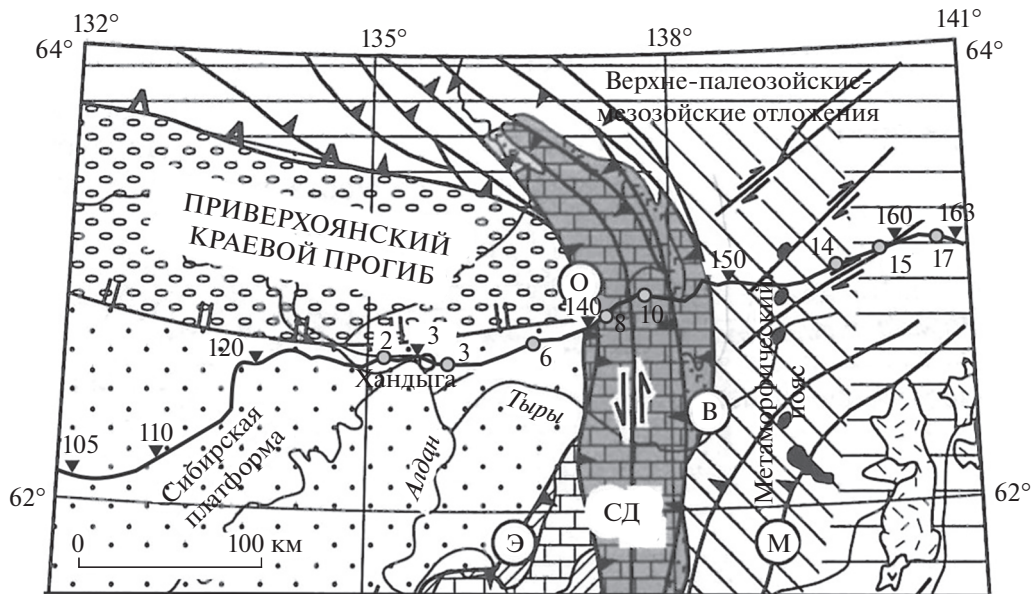 132°
135°
138°
141°
64°
64°
Верхне-палеозойские-
мезозойские отложения
ПРИВЕРХОЯНСКИЙ
КРАЕВОЙ ПРОГИБ
О
140
8
10
150
14
160
15
163
17
120
2
3
3
6
Хандыга
Тыры
105
110
Сибирская
платформа
Алдан
В
Метаморфический
пояс
62°
62°
СД
Э
М
0
100 км